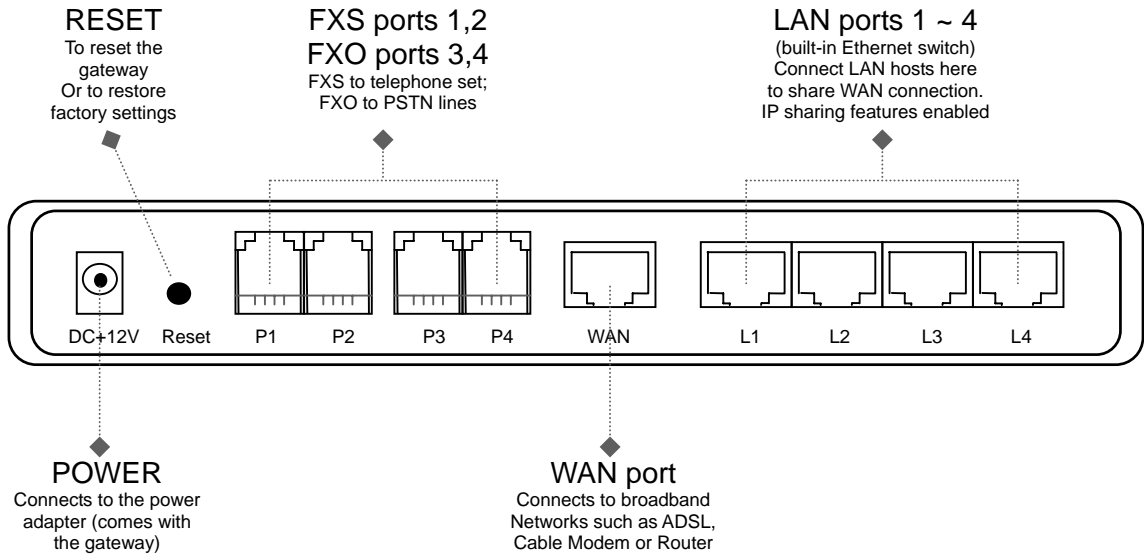 RESET
To reset the
gateway
Or to restore
factory settings
FXS ports 1,2
FXO ports 3,4
FXS to telephone set;
FXO to PSTN lines
LAN ports 1 ~ 4
(built-in Ethernet switch)
Connect LAN hosts here
to share WAN connection.
IP sharing features enabled
DC+12V
Reset
P1
P2
P3
P4
WAN
L1
L2
L3
L4
POWER
Connects to the power
adapter (comes with
the gateway)
WAN port
Connects to broadband
Networks such as ADSL,
Cable Modem or Router